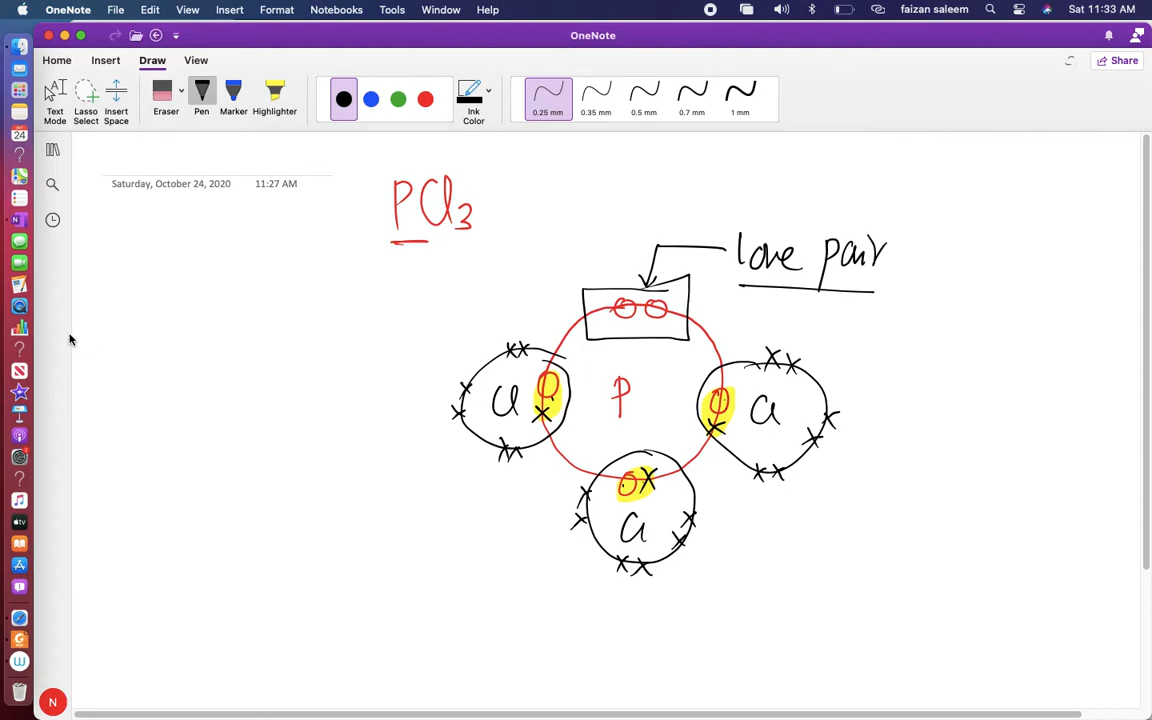 OneNote File Edit View Insert Format Notebooks Tools Window Help faizan saleem Sat 11:33 AM
OneNote
Home Insert Draw View Share
Text Mode Lasso Select Insert Space Eraser Pen Marker Highlighter Ink Color 0.25 mm 0.35 mm 0.5 mm 0.7 mm 1 mm
OCT
24
Saturday, October 24, 2020 11:27 AM
PCl3
lone pair
Cl P Cl
Cl
N